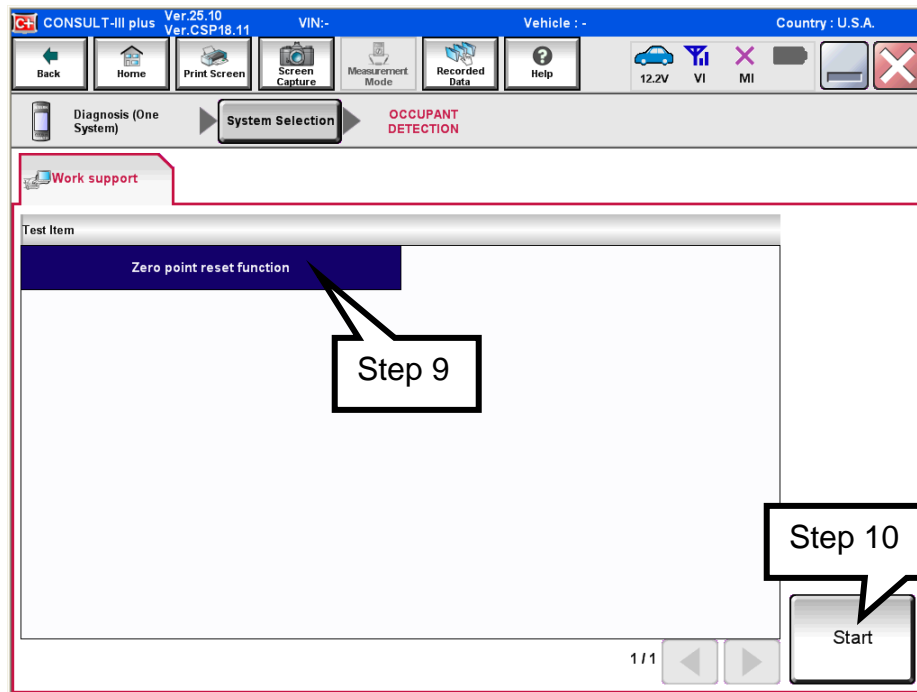 C+ CONSULT-III plus Ver.25.10 VIN:- Vehicle : - Country : U.S.A.
Ver.CSP18.11
Back Home Print Screen Screen Capture Measurement Mode Recorded Data ? Help 12.2V VI MI
Diagnosis (One System) System Selection OCCUPANT DETECTION
Work support
Test Item
Zero point reset function
Step 9
Step 10
Start
1/1